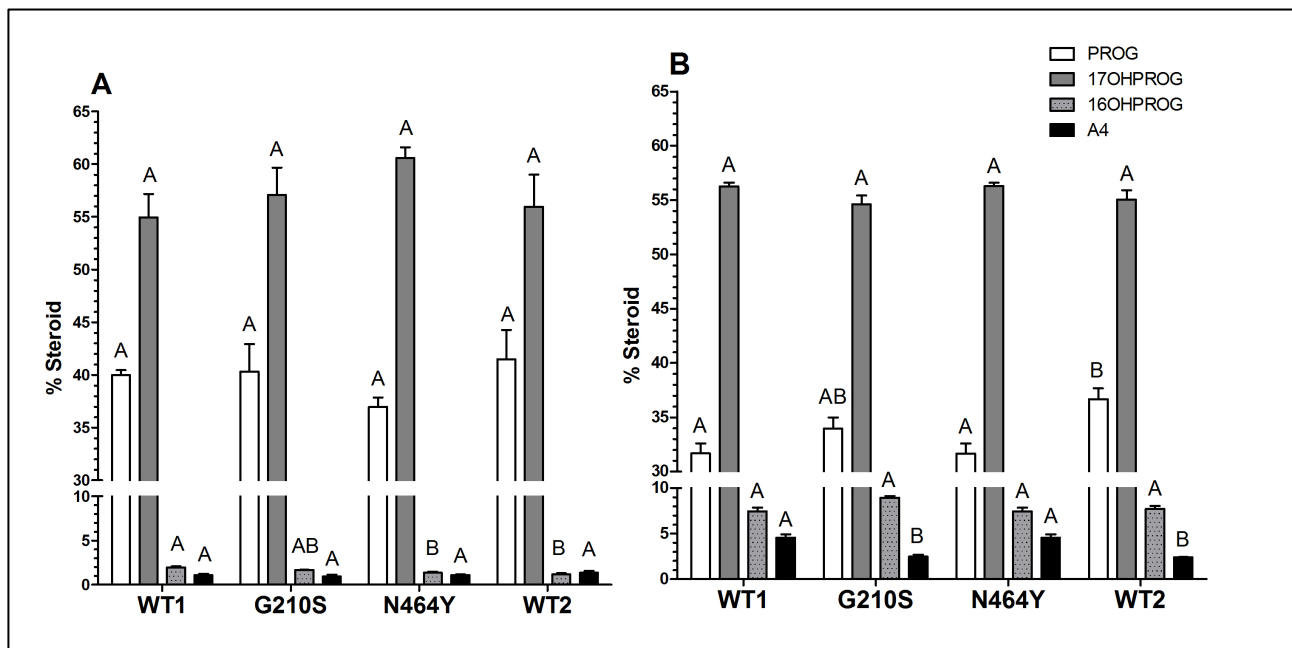 A
% Steroid
65
60
55
50
45
40
35
30
10
5
0
A A A A
A A A A
A AB B B
A A A A
WT1 G210S N464Y WT2
B
PROG
17OHPROG
16OHPROG
A4
% Steroid
65
60
55
50
45
40
35
30
10
5
0
A A A A
A AB A B
A A A A
A B A B
WT1 G210S N464Y WT2